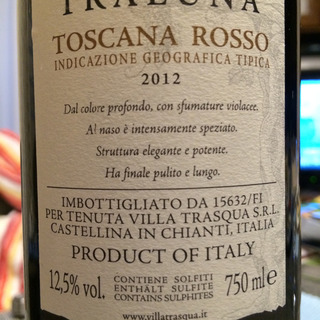 TRALUNA
TOSCANA ROSSO
INDICAZIONE GEOGRAFICA TIPICA
2012
Dal colore profondo, con sfumature violacee.
Al naso è intensamente speziato.
Struttura elegante e potente.
Ha finale pulito e lungo.
IMBOTTIGLIATO DA 15632/FI
PER TENUTA VILLA TRASQUA S.R.L.
CASTELLINA IN CHIANTI, ITALIA
PRODUCT OF ITALY
12,5% vol.
CONTIENE SOLFITI
ENTHÄLT SULFITE
CONTAINS SULPHITES
750 ml e
www.villatrasqua.it